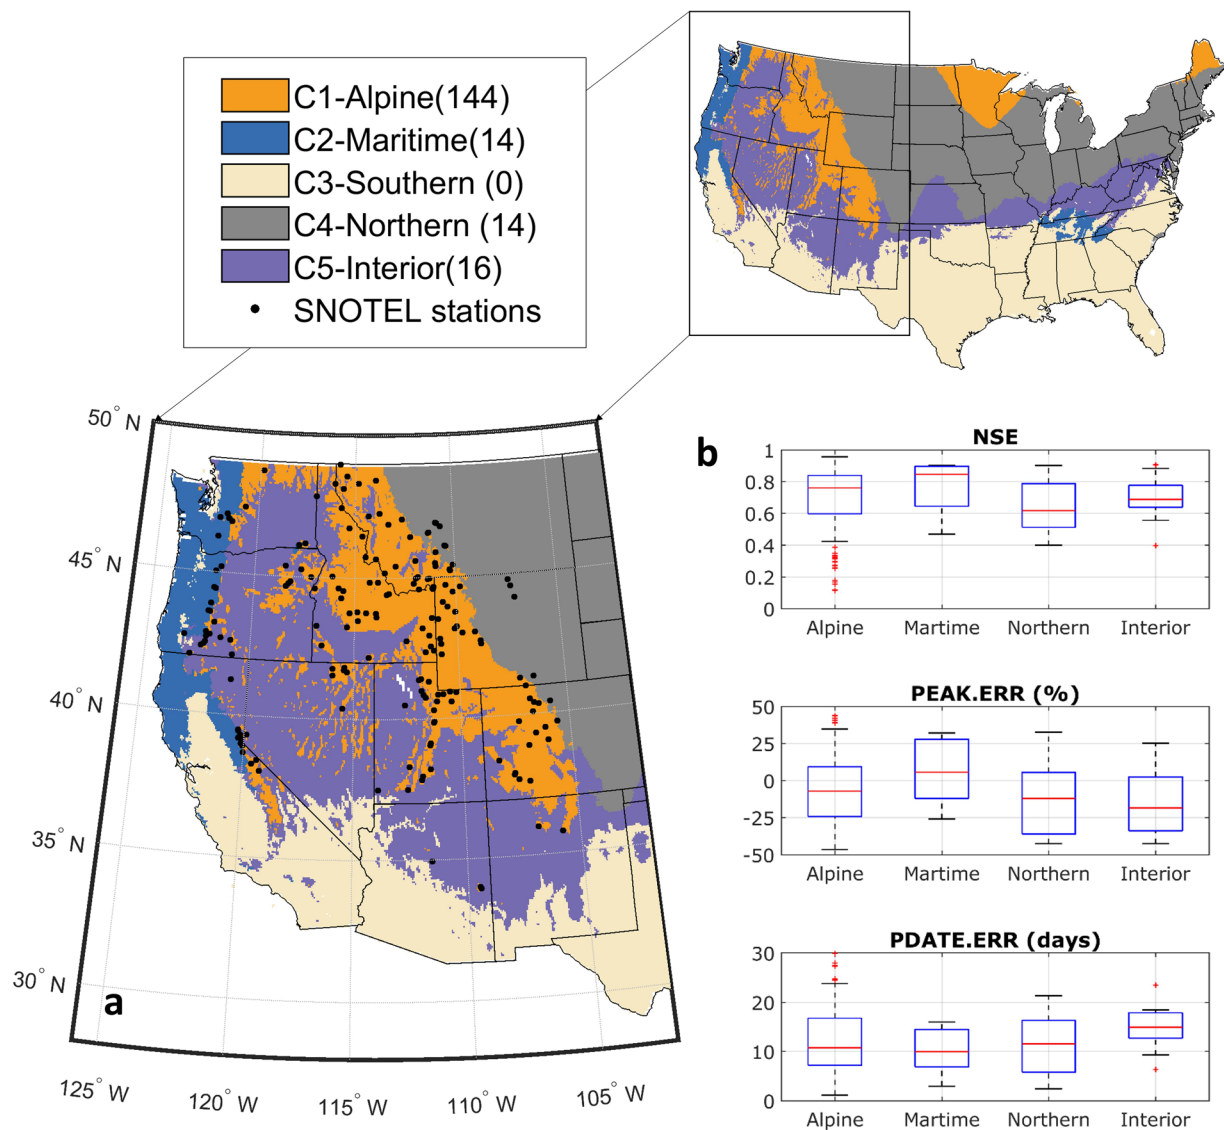 C1-Alpine(144)
C2-Maritime(14)
C3-Southern (0)
C4-Northern (14)
C5-Interior(16)
SNOTEL stations
50° N
45° N
40° N
35° N
30° N
125° W
120° W
115° W
110° W
105° W
a
b
NSE
1
0.8
0.6
0.4
0.2
0
Alpine Martime Northern Interior
PEAK.ERR (%)
50
25
0
-25
-50
Alpine Martime Northern Interior
PDATE.ERR (days)
30
20
10
0
Alpine Martime Northern Interior